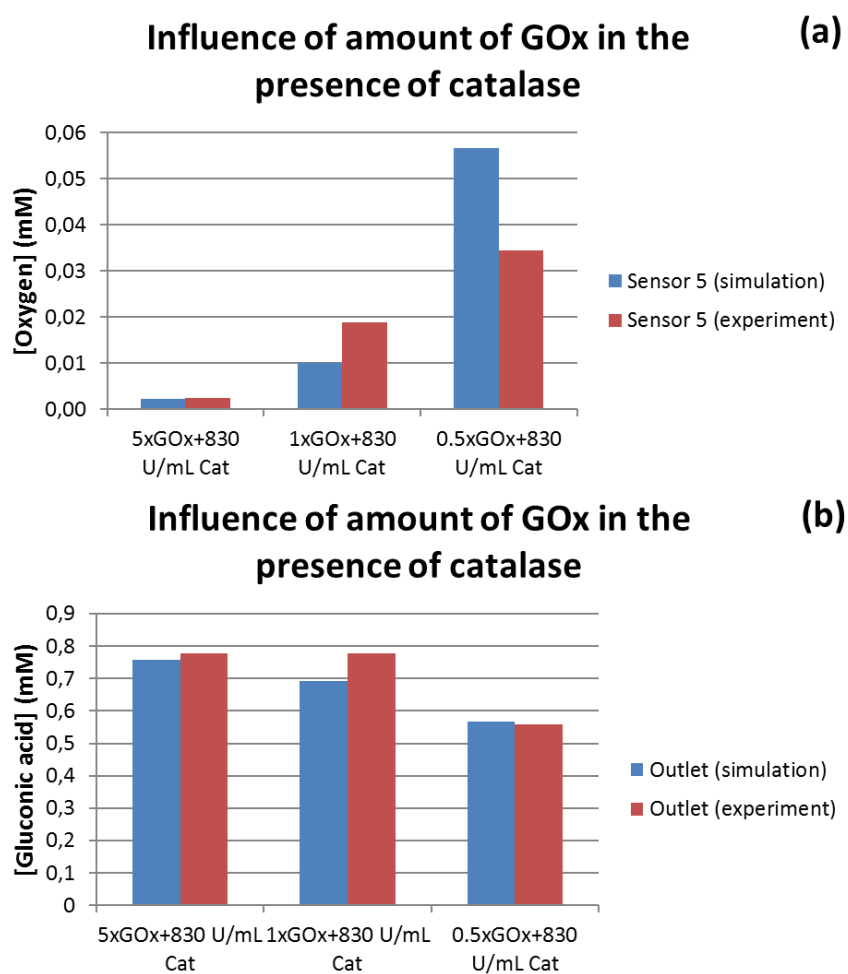 Influence of amount of GOx in the
presence of catalase
(a)
[Oxygen] (mM)
0,06
0,05
0,04
0,03
0,02
0,01
0,00
5xGOx+830
U/mL Cat
1xGOx+830
U/mL Cat
0.5xGOx+830
U/mL Cat
Sensor 5 (simulation)
Sensor 5 (experiment)
Influence of amount of GOx in the
presence of catalase
(b)
[Gluconic acid] (mM)
0,9
0,8
0,7
0,6
0,5
0,4
0,3
0,2
0,1
0
5xGOx+830 U/mL
Cat
1xGOx+830 U/mL
Cat
0.5xGOx+830
U/mL Cat
Outlet (simulation)
Outlet (experiment)